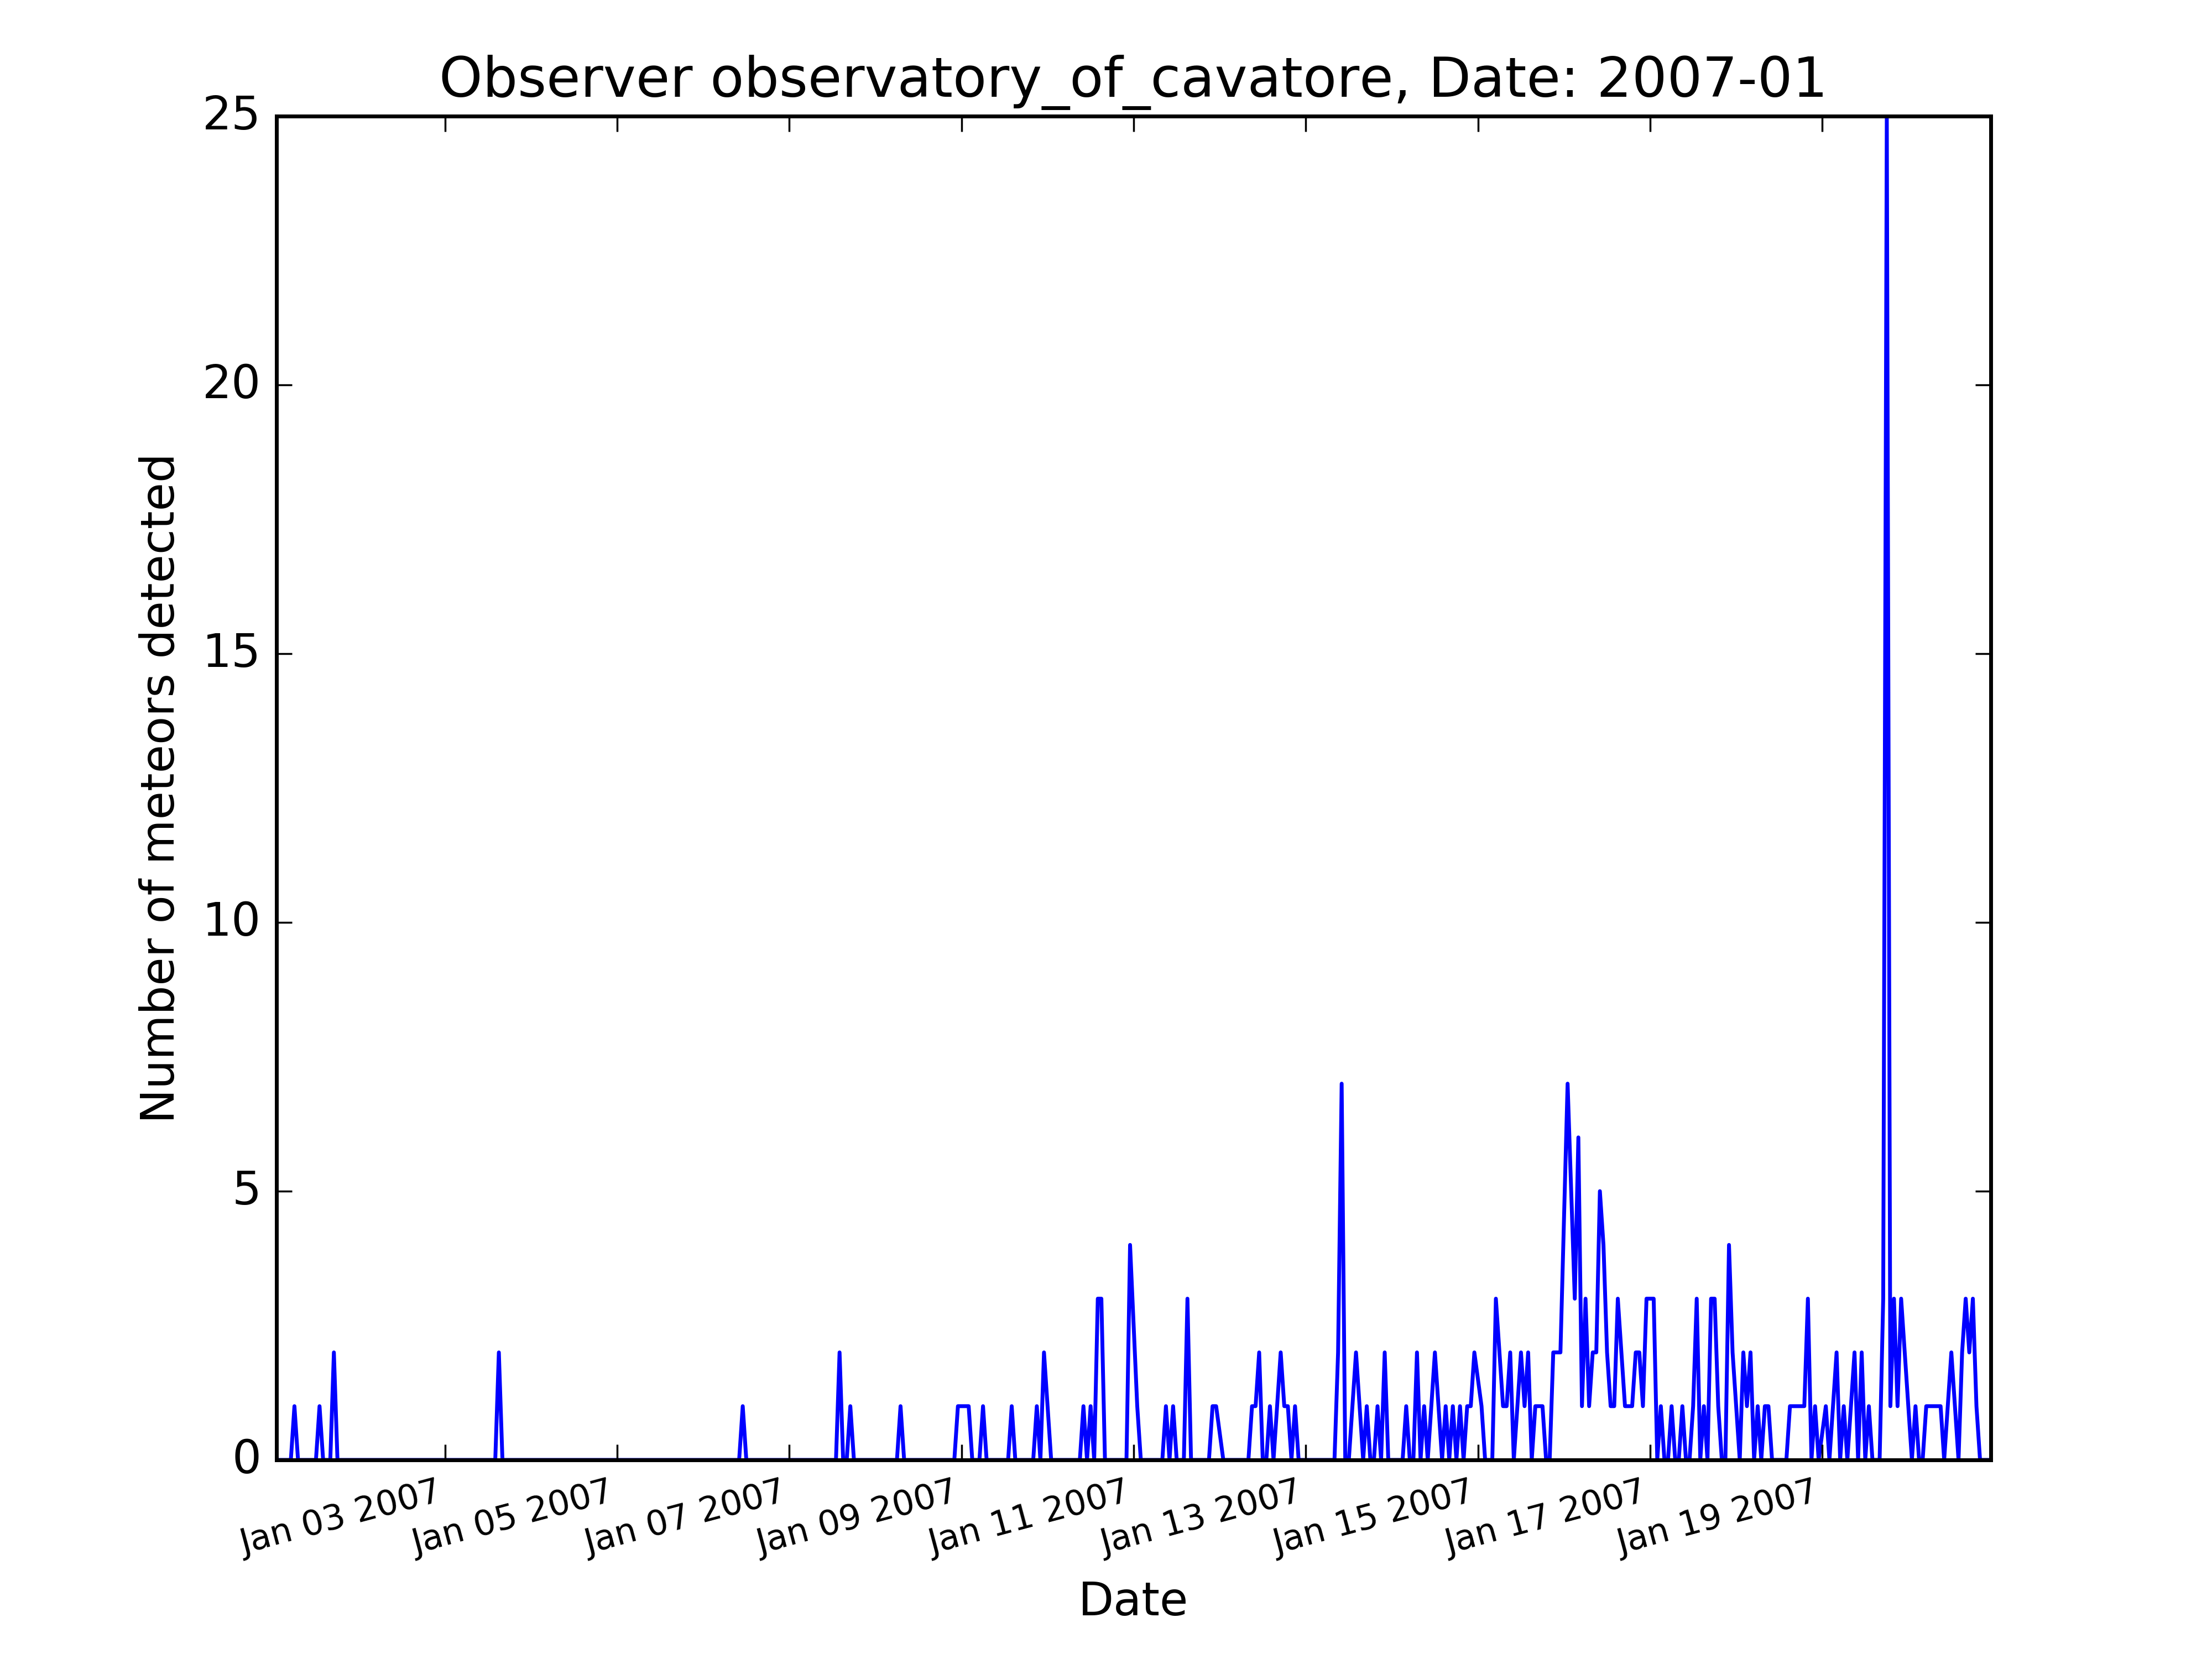 Observer observatory_of_cavatore, Date: 2007-01
25
20
15
10
5
0
Number of meteors detected
Jan 03 2007
Jan 05 2007
Jan 07 2007
Jan 09 2007
Jan 11 2007
Jan 13 2007
Jan 15 2007
Jan 17 2007
Jan 19 2007
Date